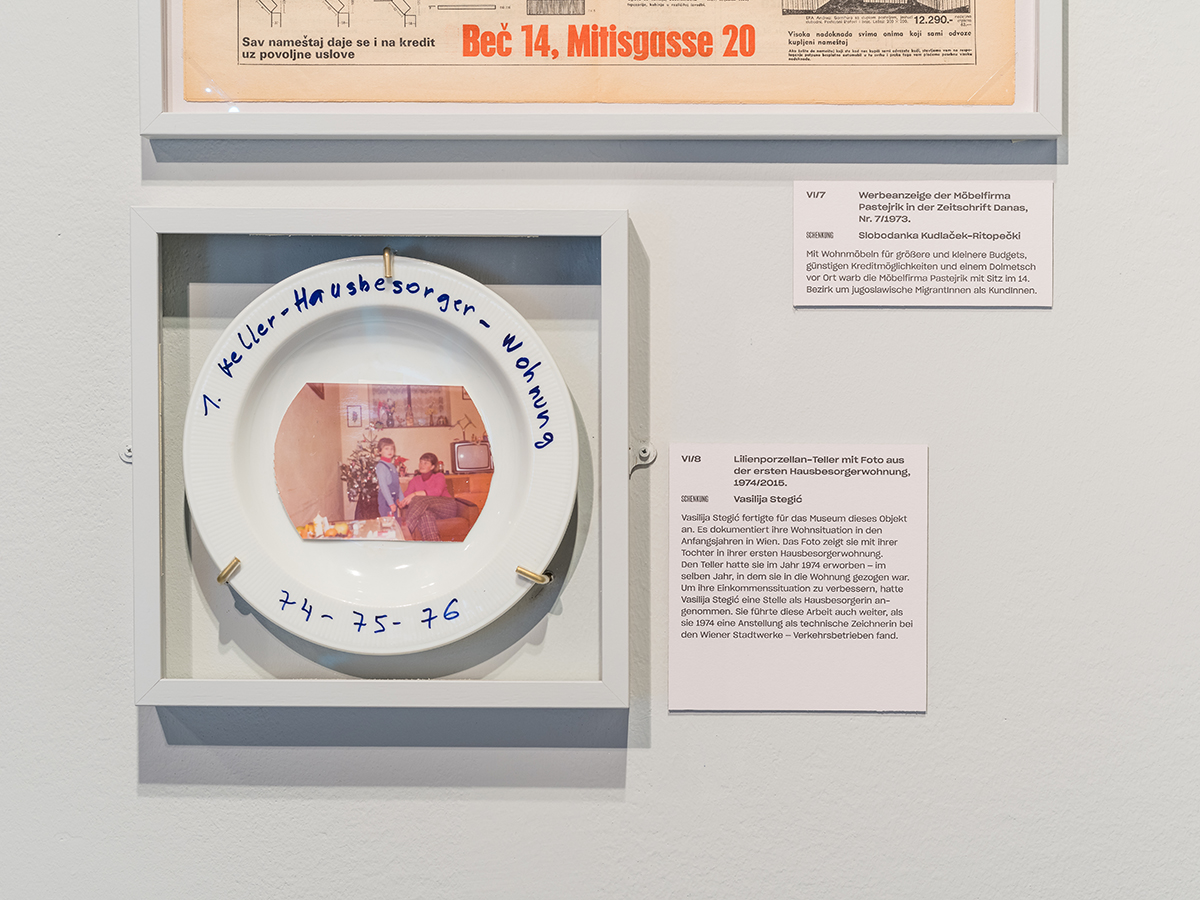 Sav nameštaj daje se i na kredit
uz povoljne uslove
Beč 14, Mitisgasse 20
12.290.-
Visoka nadoknada svima onima koji sami odvoze
kupljeni nameštaj
VI/7
Werbeanzeige der Möbelfirma
Pastejrik in der Zeitschrift Danas,
Nr. 7/1973.
SCHENKUNG Slobodanka Kudlaček-Ritopečki
Mit Wohnmöbeln für größere und kleinere Budgets,
günstigen Kreditmöglichkeiten und einem Dolmetsch
vor Ort warb die Möbelfirma Pastejrik mit Sitz im 14.
Bezirk um jugoslawische MigrantInnen als KundInnen.
1. Keller-Hausbesorger-Wohnung
74- 75- 76
VI/8
Lilienporzellan-Teller mit Foto aus
der ersten Hausbesorgerwohnung,
1974/2015.
SCHENKUNG Vasilija Stegić
Vasilija Stegić fertigte für das Museum dieses Objekt
an. Es dokumentiert ihre Wohnsituation in den
Anfangsjahren in Wien. Das Foto zeigt sie mit ihrer
Tochter in ihrer ersten Hausbesorgerwohnung.
Den Teller hatte sie im Jahr 1974 erworben – im
selben Jahr, in dem sie in die Wohnung gezogen war.
Um ihre Einkommenssituation zu verbessern, hatte
Vasilija Stegić eine Stelle als Hausbesorgerin an-
genommen. Sie führte diese Arbeit auch weiter, als
sie 1974 eine Anstellung als technische Zeichnerin bei
den Wiener Stadtwerke – Verkehrsbetrieben fand.